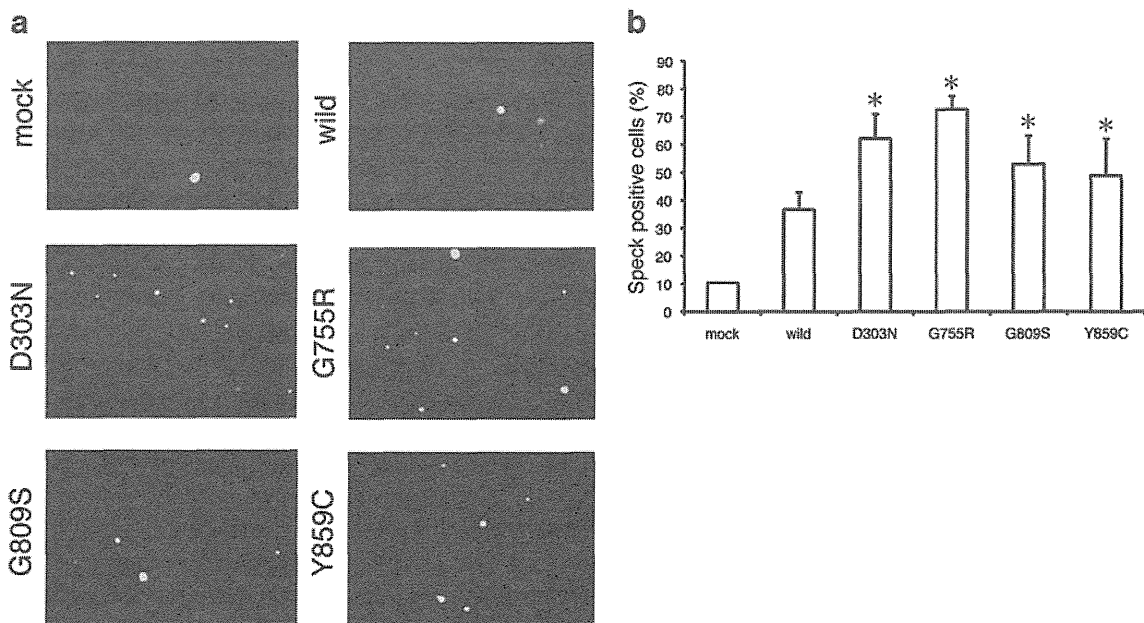 a
mock
wild
D303N
G755R
G809S
Y859C
b
Speck positive cells (%)
90
80
70
60
50
40
30
20
10
0
*
*
*
*
mock wild D303N G755R G809S Y859C